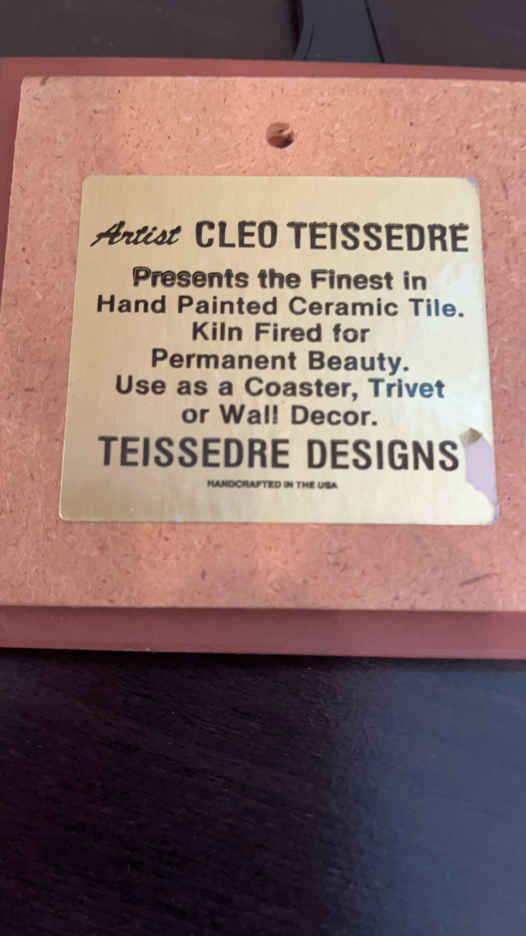 Artist CLEO TEISSEDRE
Presents the Finest in
Hand Painted Ceramic Tile.
Kiln Fired for
Permanent Beauty.
Use as a Coaster, Trivet
or Wall Decor.
TEISSEDRE DESIGNS
HANDCRAFTED IN THE USA